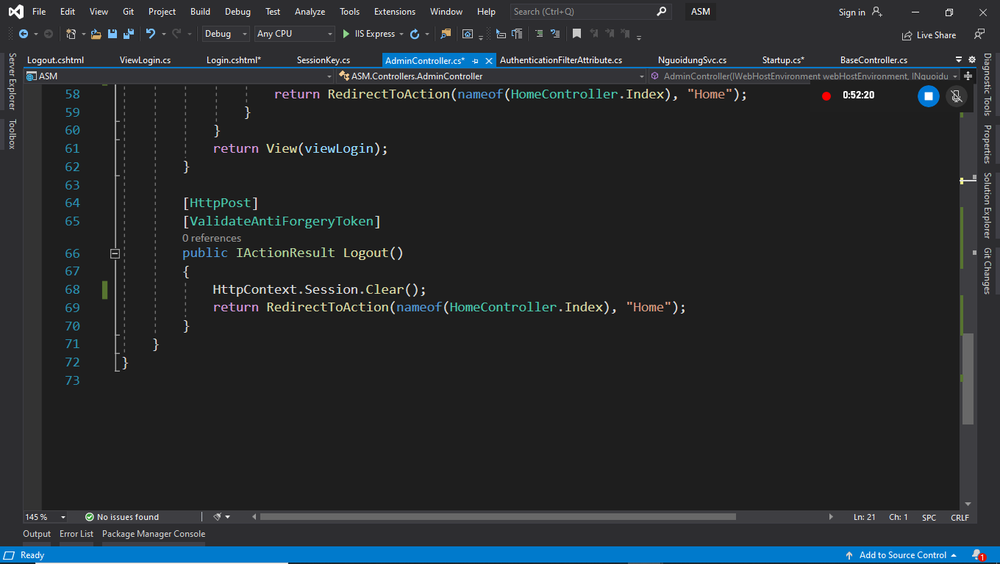 File Edit View Git Project Build Debug Test Analyze Tools Extensions Window Help Search (Ctrl+Q) ASM Sign in
Debug Any CPU IIS Express Live Share
Logout.cshtml ViewLogin.cs Login.cshtml* SessionKey.cs AdminController.cs* AuthenticationFilterAttribute.cs NguoidungSvc.cs Startup.cs* BaseController.cs
ASM ASM.Controllers.AdminController AdminController(IWebHostEnvironment webHostEnvironment, INguoidu
Server Explorer
Toolbox
0:52:20
58 return RedirectToAction(nameof(HomeController.Index), "Home");
59 }
60 }
61 return View(viewLogin);
62 }
63
64 [HttpPost]
65 [ValidateAntiForgeryToken]
0 references
66 public IActionResult Logout()
67 {
68 HttpContext.Session.Clear();
69 return RedirectToAction(nameof(HomeController.Index), "Home");
70 }
71 }
72 }
73
Diagnostic Tools
Properties
Solution Explorer
Git Changes
145 % No issues found Ln: 21 Ch: 1 SPC CRLF
Output Error List Package Manager Console
Ready Add to Source Control 1